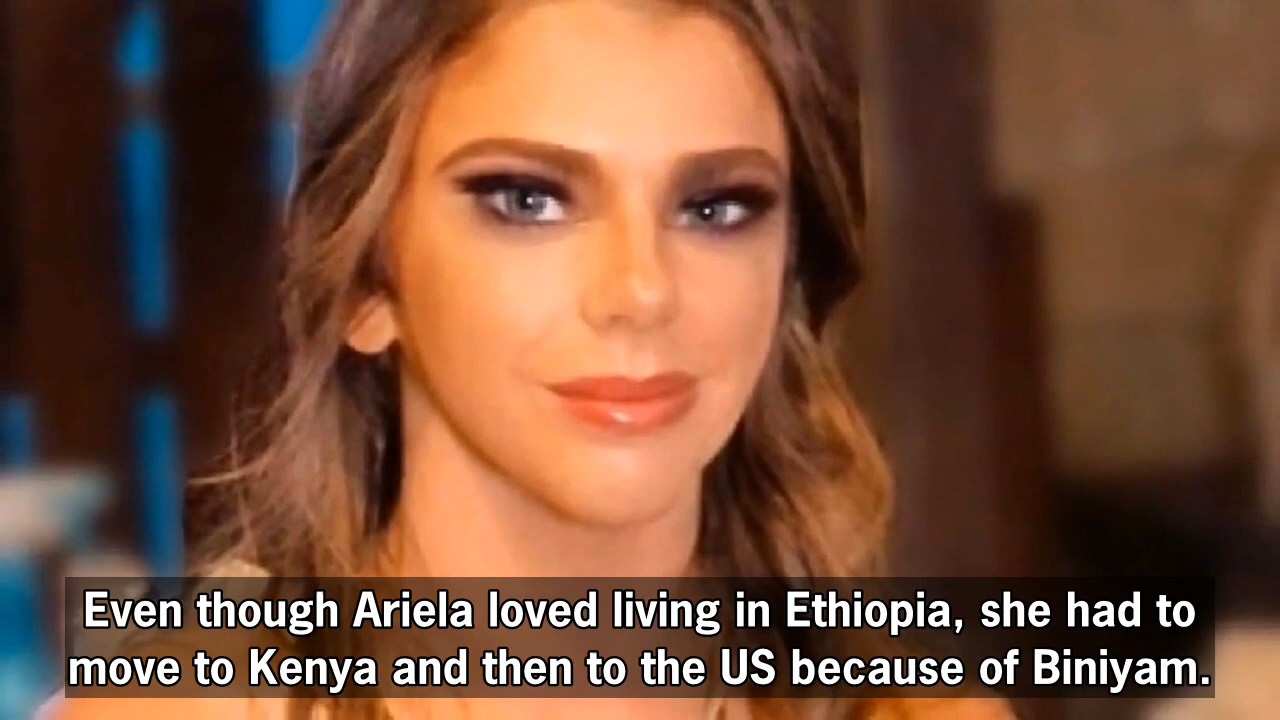 Even though Ariela loved living in Ethiopia, she had to
move to Kenya and then to the US because of Biniyam.